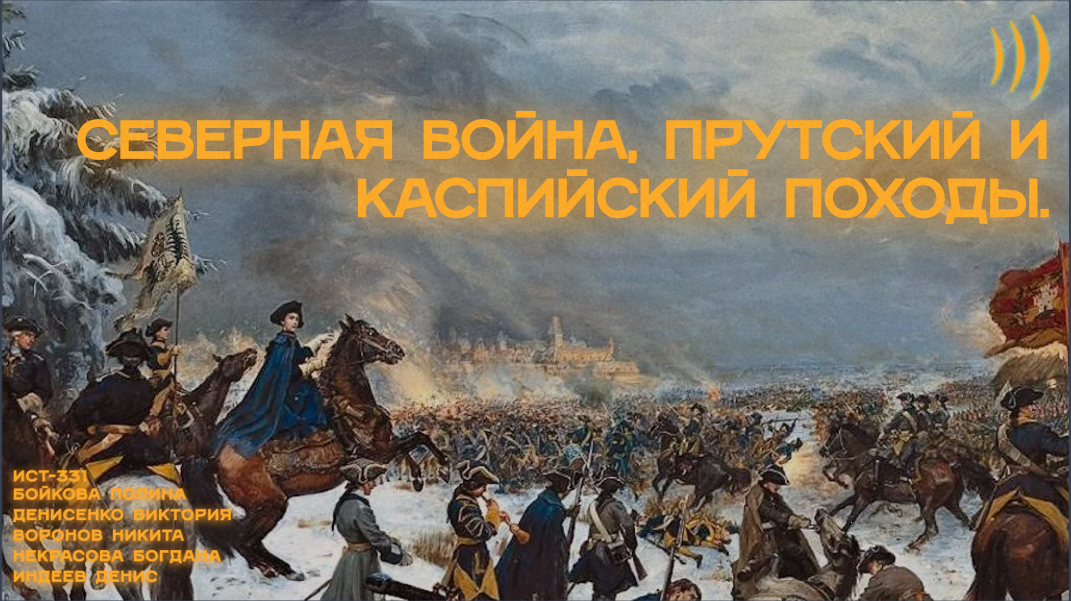 СЕВЕРНАЯ ВОЙНА, ПРУТСКИЙ И
КАСПИЙСКИЙ ПОХОДЫ.
ИСТ-331
БОЙКОВА ПОЛИНА
ДЕНИСЕНКО ВИКТОРИЯ
ВОРОНОВ НИКИТА
НЕКРАСОВА БОГДАНА
ИНДЕЕВ ДЕНИС